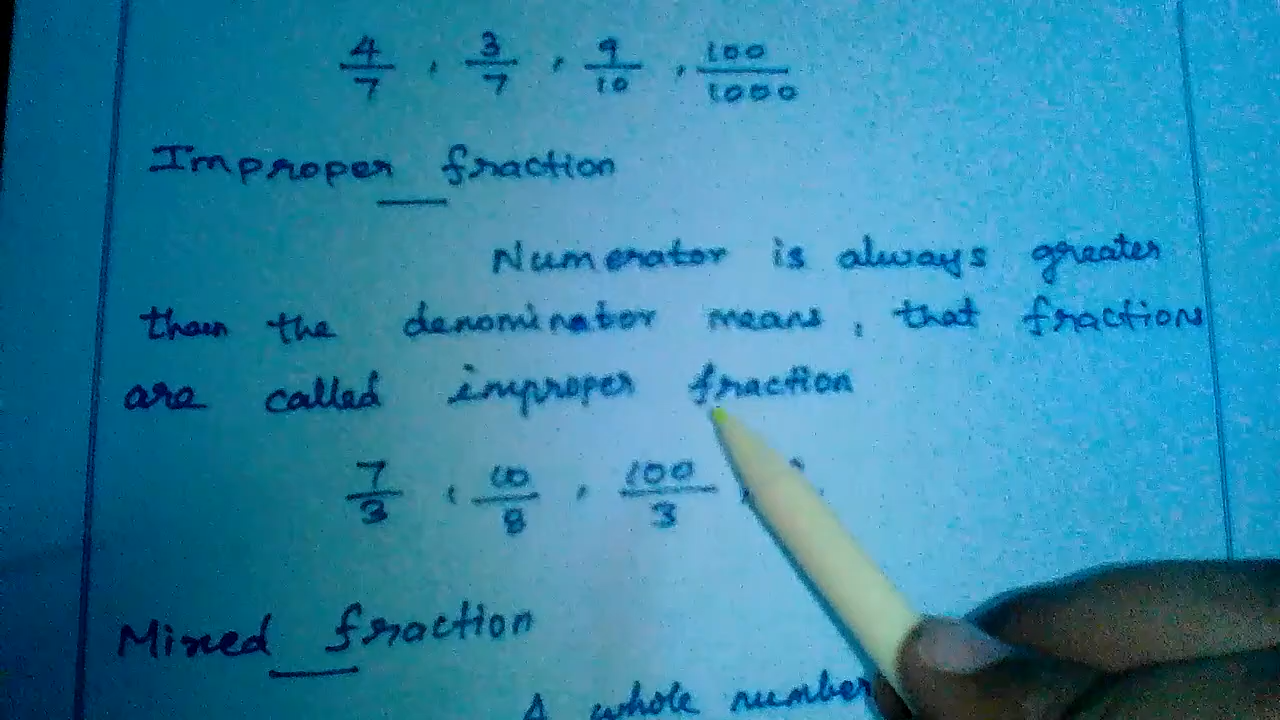 4/7 , 3/7 , 9/10 , 100/1000
Improper fraction
Numerator is always greater
than the denominator means, that fractions
are called improper fraction
7/3 , 10/8 , 100/3
Mixed fraction
A whole number